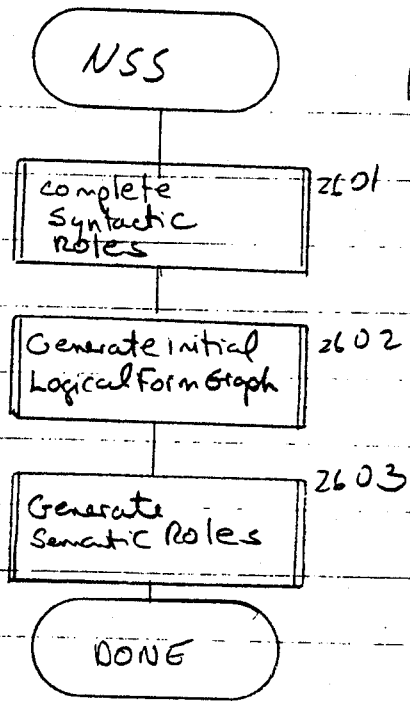 NSS
complete
Syntactic
Roles
2601
Generate initial
Logical Form Graph
2602
Generate
Semantic Roles
2603
DONE